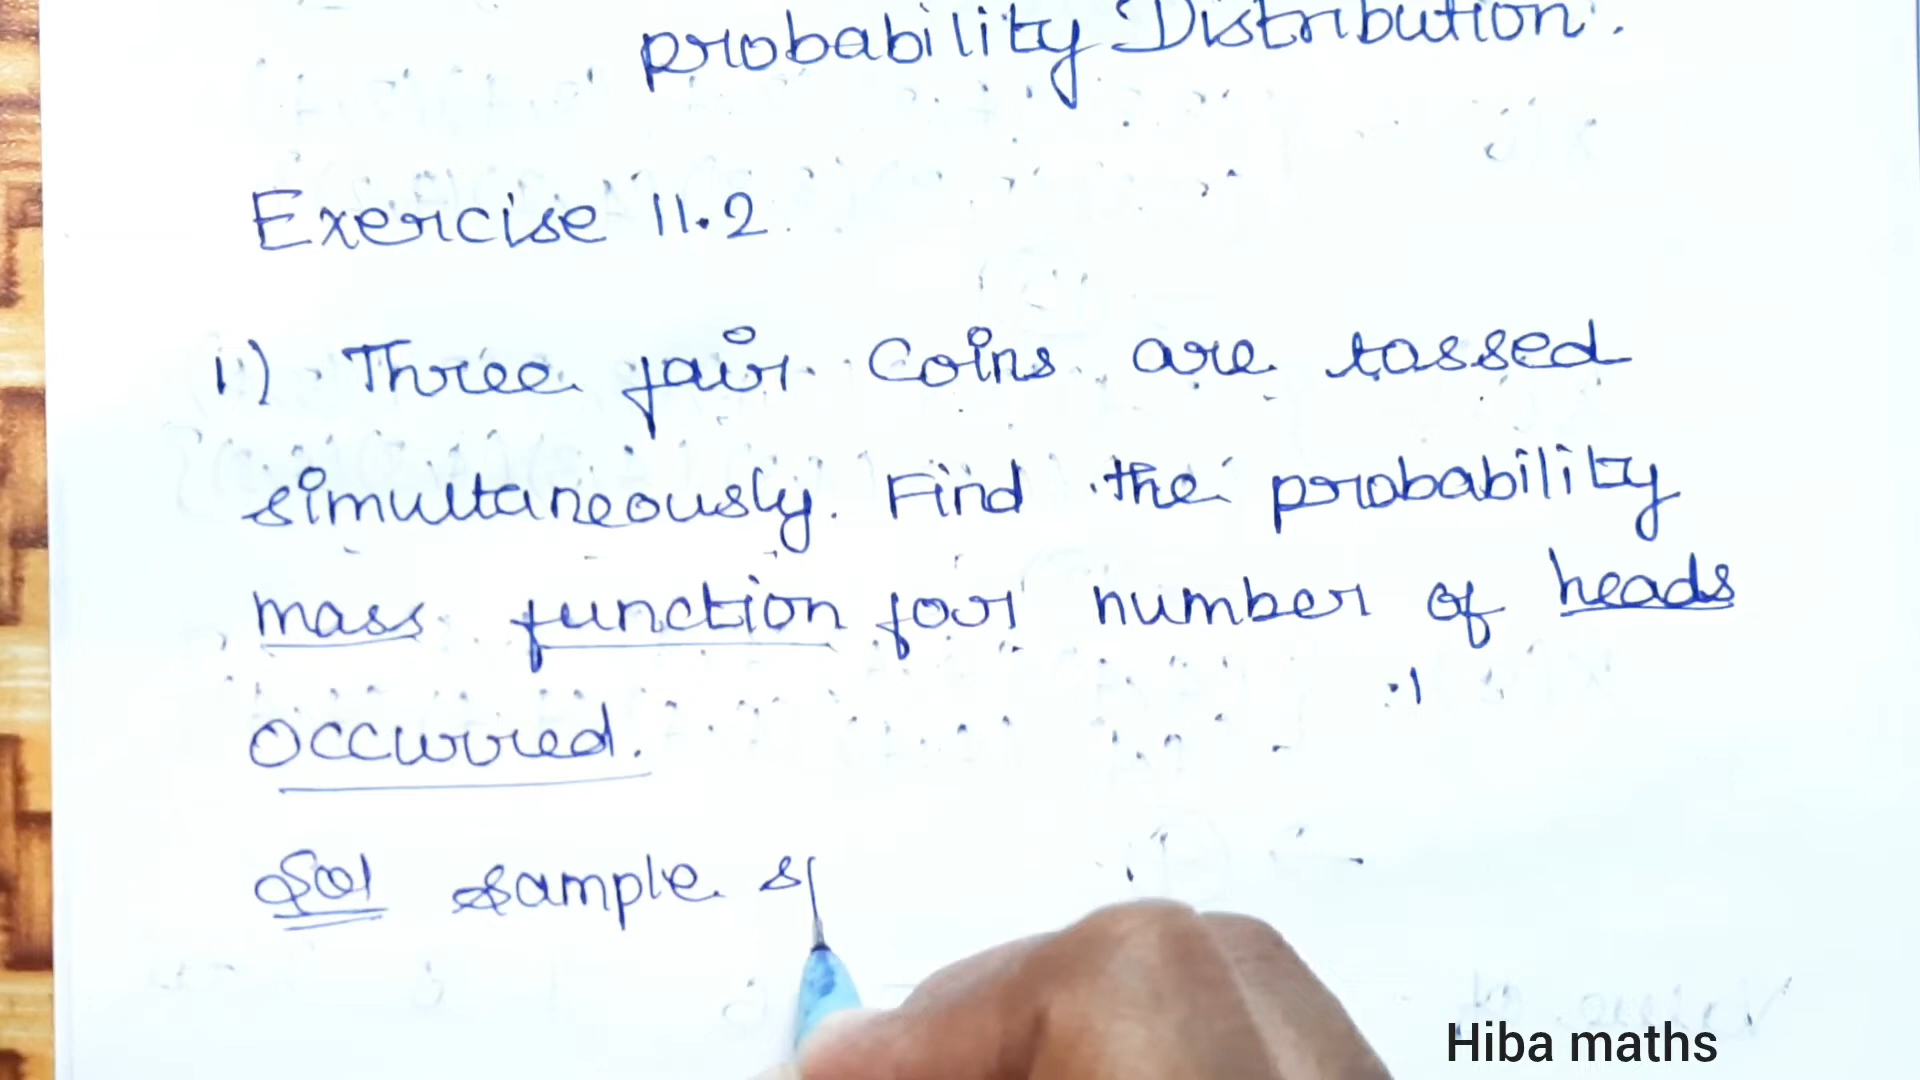 probability Distribution.
Exercise 11.2
1) Three fair Coins are tossed
simultaneously. Find the probability
mass function foor number of heads
occurred.
Sol Sample
Hiba maths